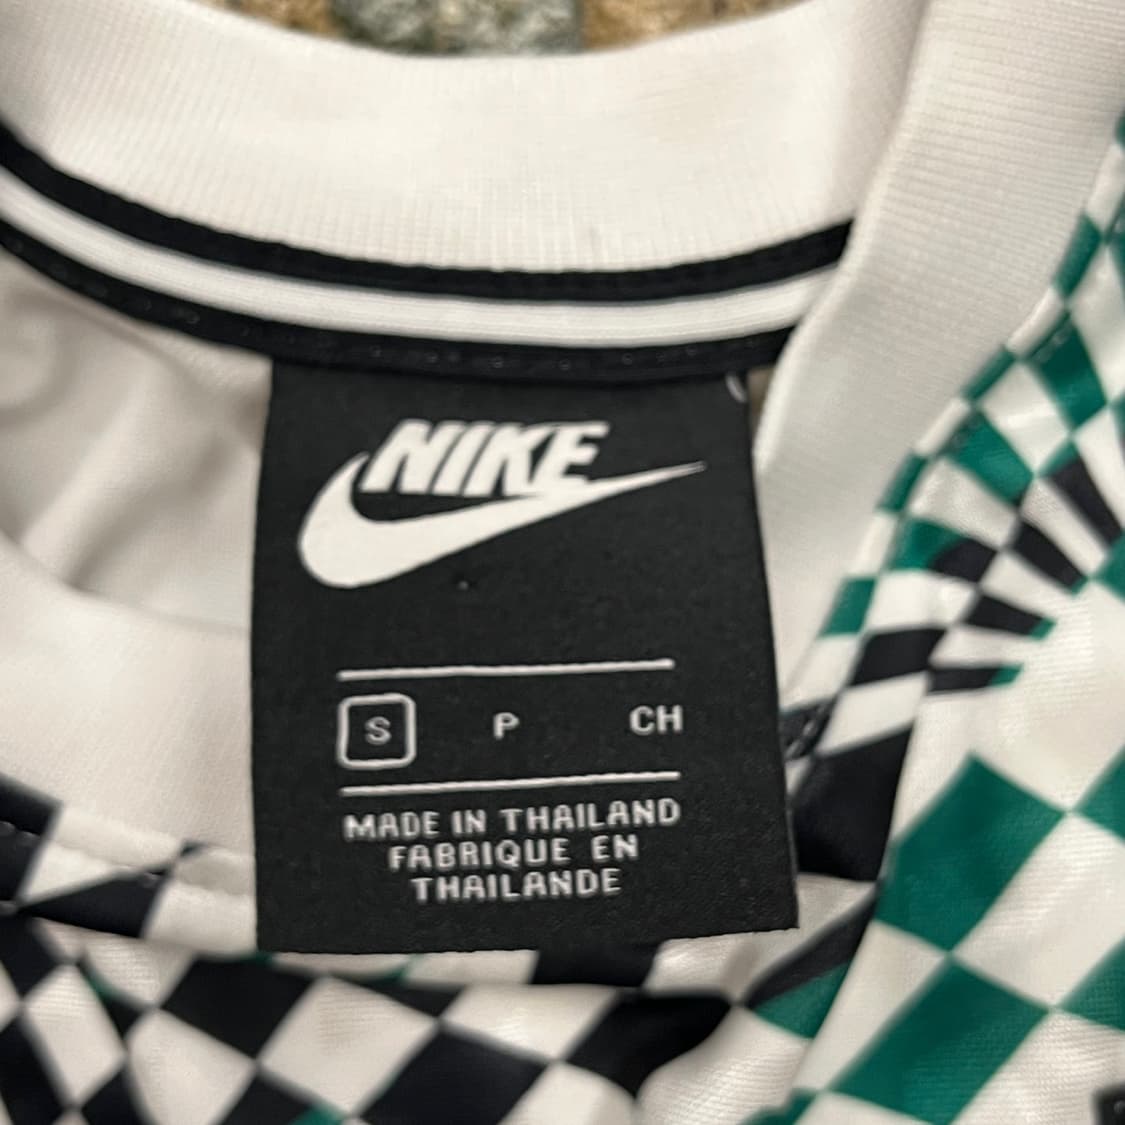 NIKE
S P CH
MADE IN THAILAND
FABRIQUE EN
THAILANDE